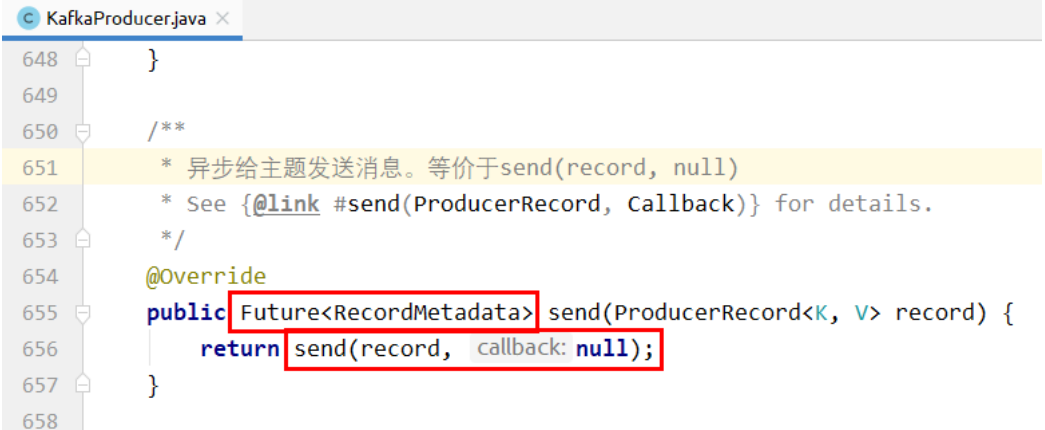 KafkaProducer.java
648 }
649
650 /**
651 * 异步给主题发送消息。等价于send(record, null)
652 * See {@link #send(ProducerRecord, Callback)} for details.
653 */
654 @Override
655 public Future<RecordMetadata> send(ProducerRecord<K, V> record) {
656 return send(record, callback: null);
657 }
658